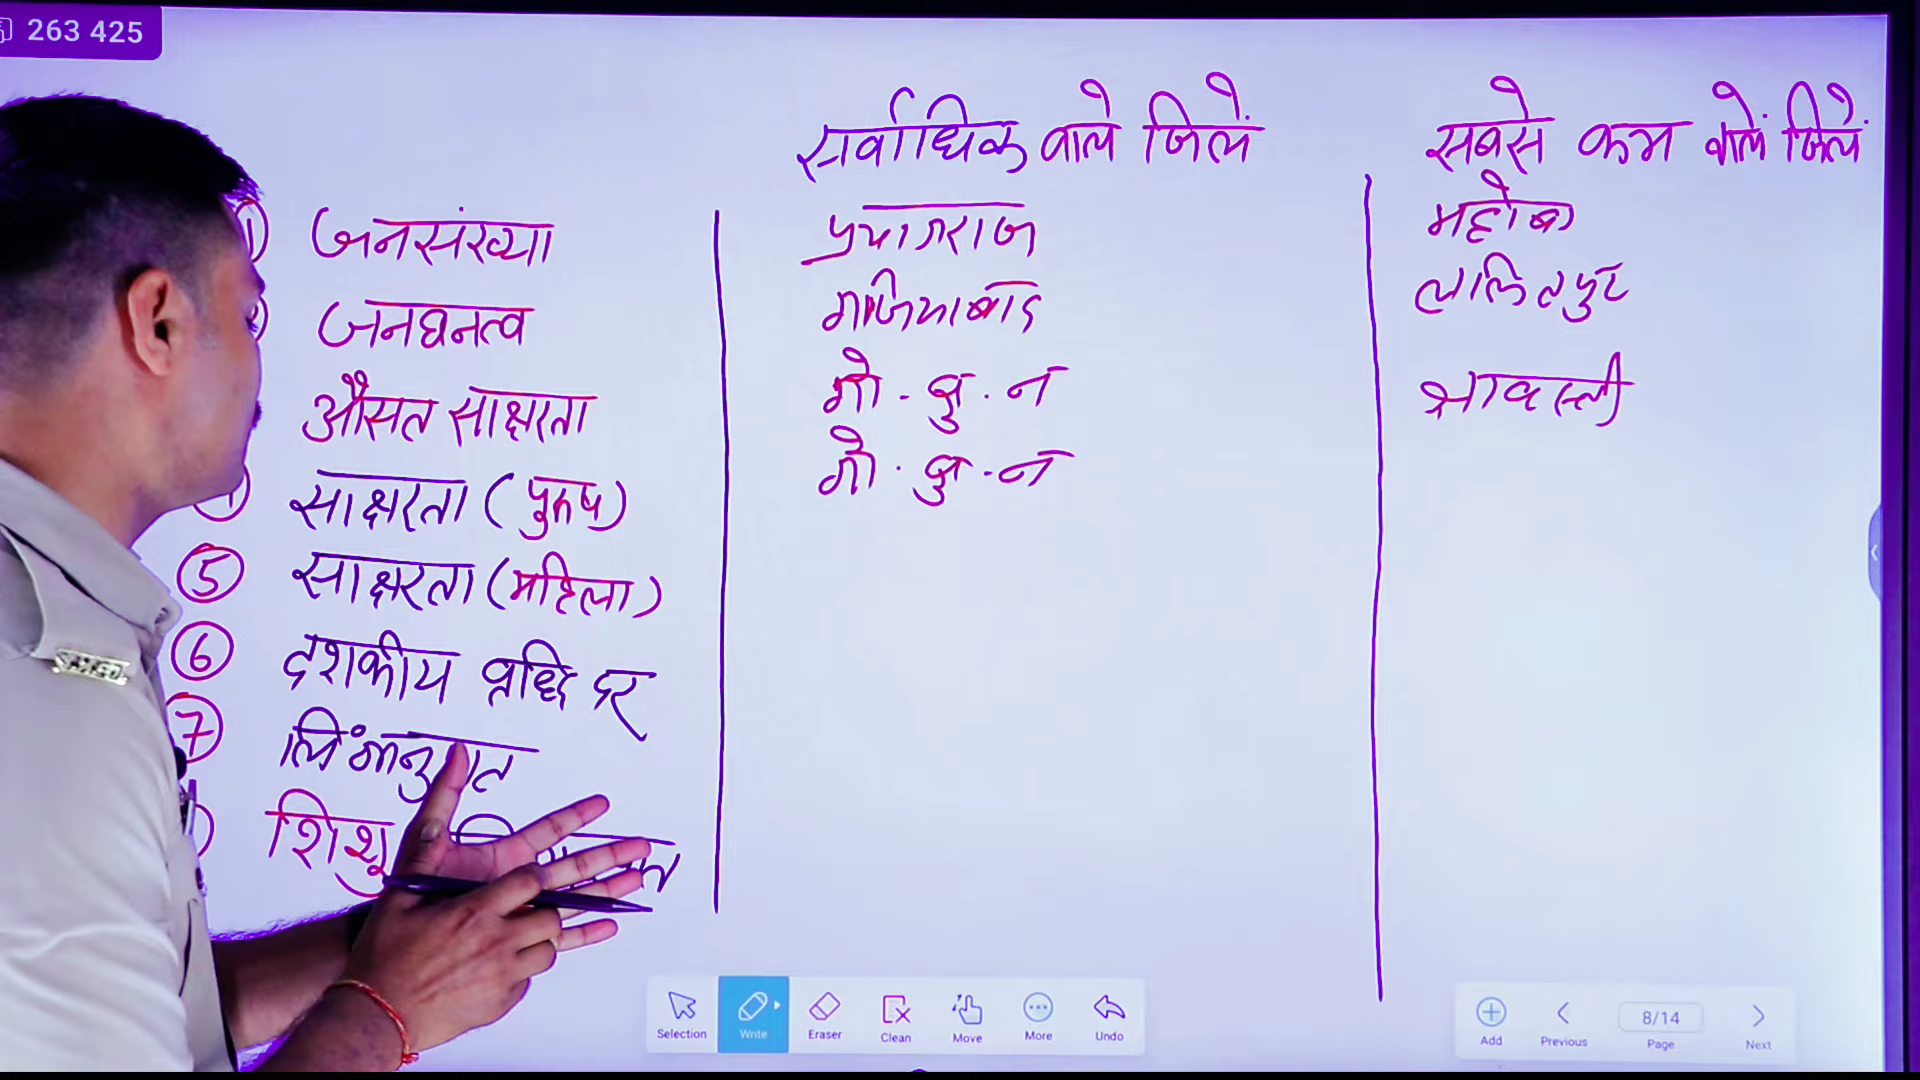 263 425
सर्वाधिक वाले जिलें
सबसे कम वालें जिलें
① जनसंख्या
प्रयागराज
महोबा
जनघनत्व
गाजियाबाद
ललितपुर
औसत साक्षरता
गौ. बु. न
श्रावस्ती
साक्षरता (पुरुष)
गौ. बु. न
⑤ साक्षरता (महिला)
⑥ दशकीय वृद्धि दर
⑦ लिंगानुपात
शिशु
Selection Write Eraser Clean Move More Undo
Add Previous 8/14 Page Next